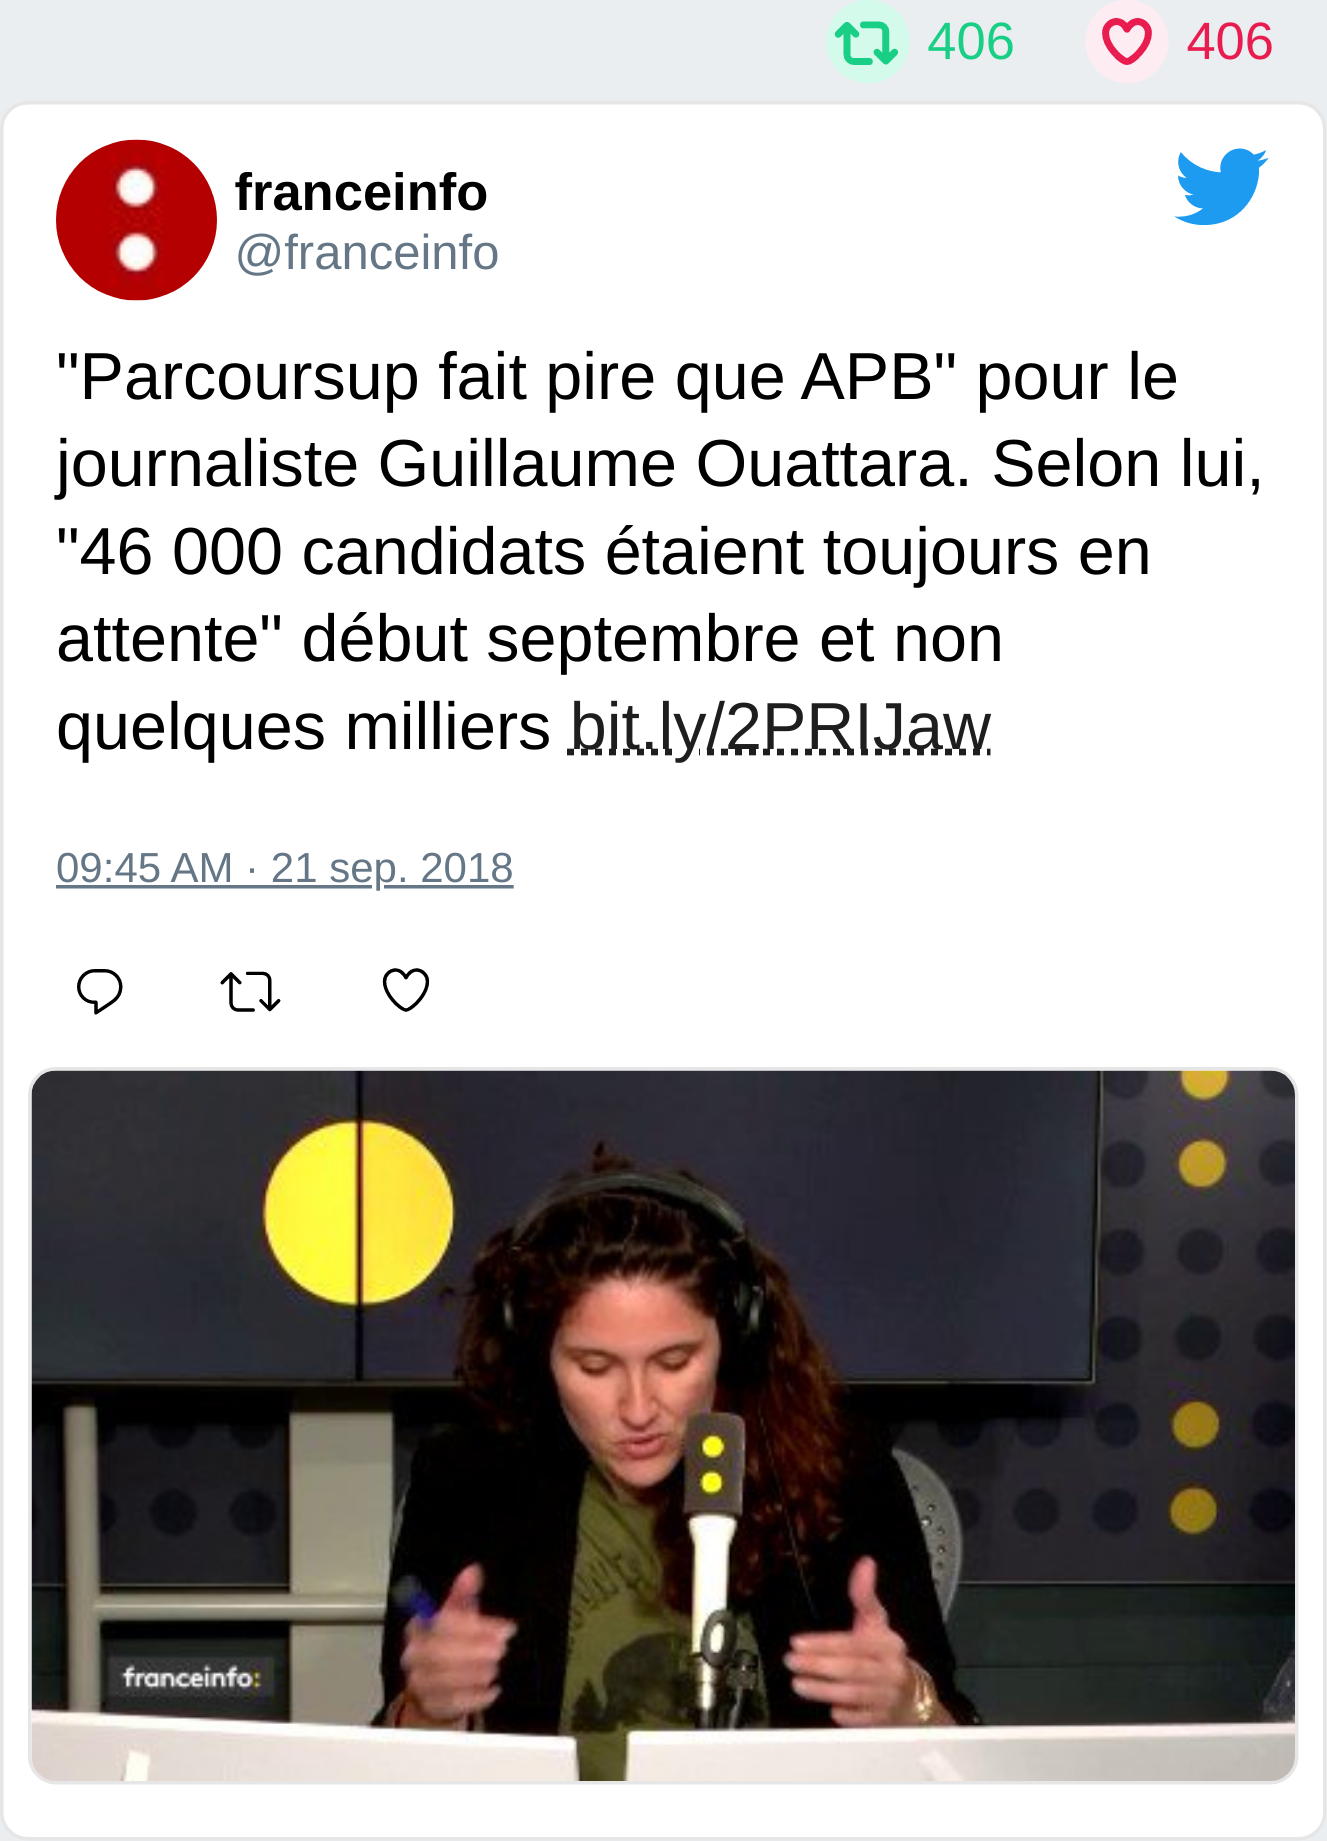 406 406
franceinfo
@franceinfo
"Parcoursup fait pire que APB" pour le
journaliste Guillaume Ouattara. Selon lui,
"46 000 candidats étaient toujours en
attente" début septembre et non
quelques milliers bit.ly/2PRIJaw
09:45 AM · 21 sep. 2018
franceinfo: